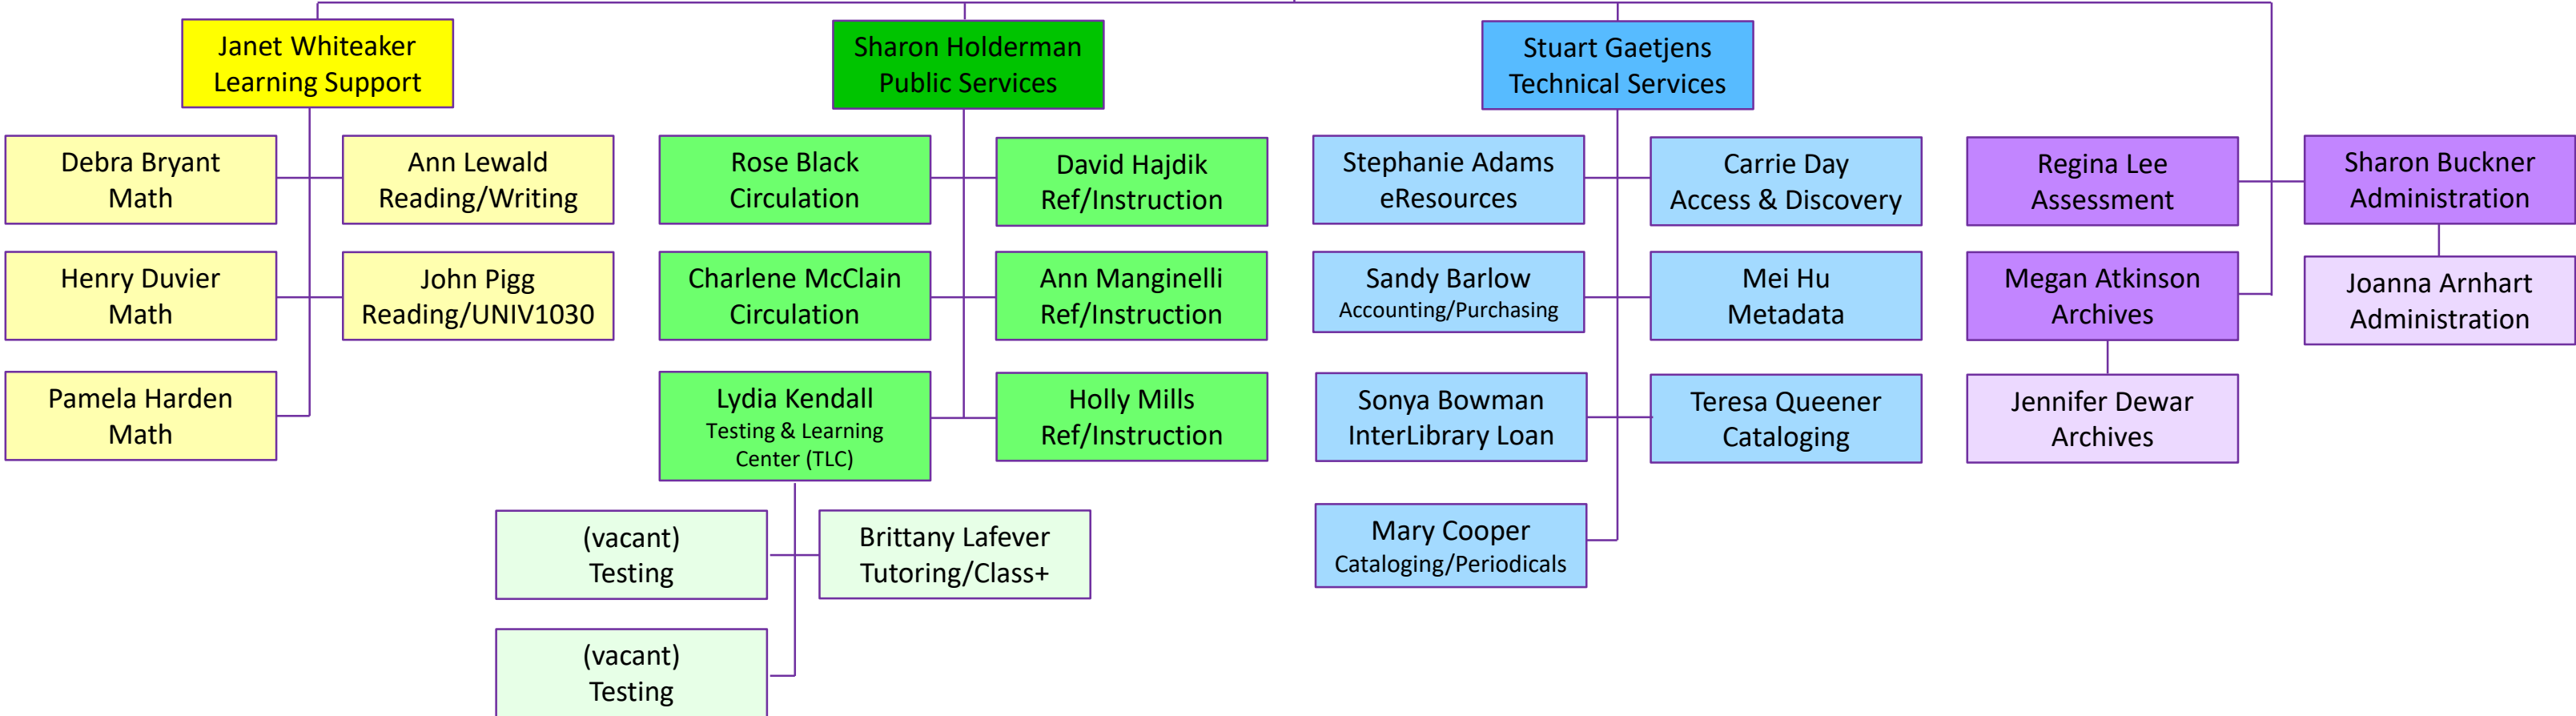 Janet Whiteaker
Learning Support
Sharon Holderman
Public Services
Stuart Gaetjens
Technical Services
Debra Bryant
Math
Ann Lewald
Reading/Writing
Henry Duvier
Math
John Pigg
Reading/UNIV1030
Pamela Harden
Math
Rose Black
Circulation
David Hajdik
Ref/Instruction
Charlene McClain
Circulation
Ann Manginelli
Ref/Instruction
Lydia Kendall
Testing & Learning
Center (TLC)
Holly Mills
Ref/Instruction
(vacant)
Testing
Brittany Lafever
Tutoring/Class+
(vacant)
Testing
Stephanie Adams
eResources
Carrie Day
Access & Discovery
Sandy Barlow
Accounting/Purchasing
Mei Hu
Metadata
Sonya Bowman
InterLibrary Loan
Teresa Queener
Cataloging
Mary Cooper
Cataloging/Periodicals
Regina Lee
Assessment
Sharon Buckner
Administration
Megan Atkinson
Archives
Joanna Arnhart
Administration
Jennifer Dewar
Archives